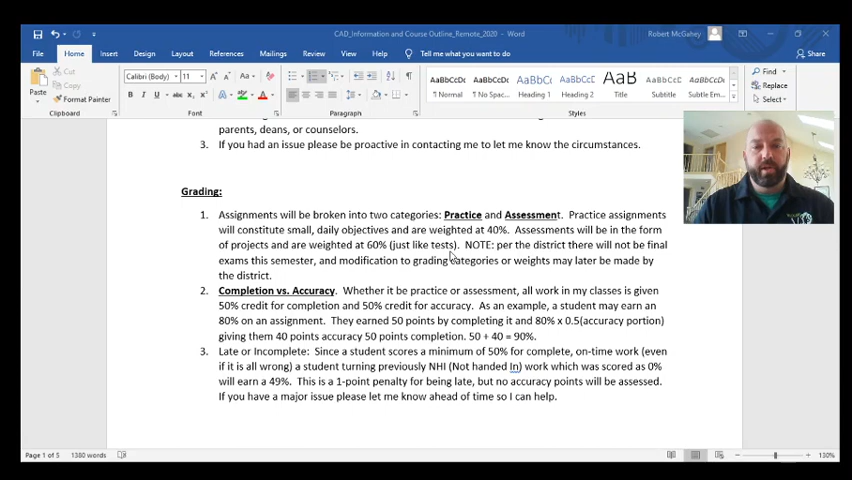 CAD_Information and Course Outline_Remote_2020 - Word
Robert McGahey
File Home Insert Design Layout References Mailings Review View Help Tell me what you want to do Share
Cut
Copy
Paste
Format Painter
Calibri (Body) 11
AaBbCcDc AaBbCcDc AaBbCc AaBbCcC AaB AaBbCcD AaBbCcDc
¶ Normal ¶ No Spac... Heading 1 Heading 2 Title Subtitle Subtle Em...
Find
Replace
Select
Clipboard Font Paragraph Styles Editing
parents, deans, or counselors.
3. If you had an issue please be proactive in contacting me to let me know the circumstances.
Grading:
1. Assignments will be broken into two categories: Practice and Assessment. Practice assignments
will constitute small, daily objectives and are weighted at 40%. Assessments will be in the form
of projects and are weighted at 60% (just like tests). NOTE: per the district there will not be final
exams this semester, and modification to grading categories or weights may later be made by
the district.
2. Completion vs. Accuracy. Whether it be practice or assessment, all work in my classes is given
50% credit for completion and 50% credit for accuracy. As an example, a student may earn an
80% on an assignment. They earned 50 points by completing it and 80% x 0.5(accuracy portion)
giving them 40 points accuracy 50 points completion. 50 + 40 = 90%.
3. Late or Incomplete: Since a student scores a minimum of 50% for complete, on-time work (even
if it is all wrong) a student turning previously NHI (Not handed In) work which was scored as 0%
will earn a 49%. This is a 1-point penalty for being late, but no accuracy points will be assessed.
If you have a major issue please let me know ahead of time so I can help.
Page 1 of 5 1380 words
130%